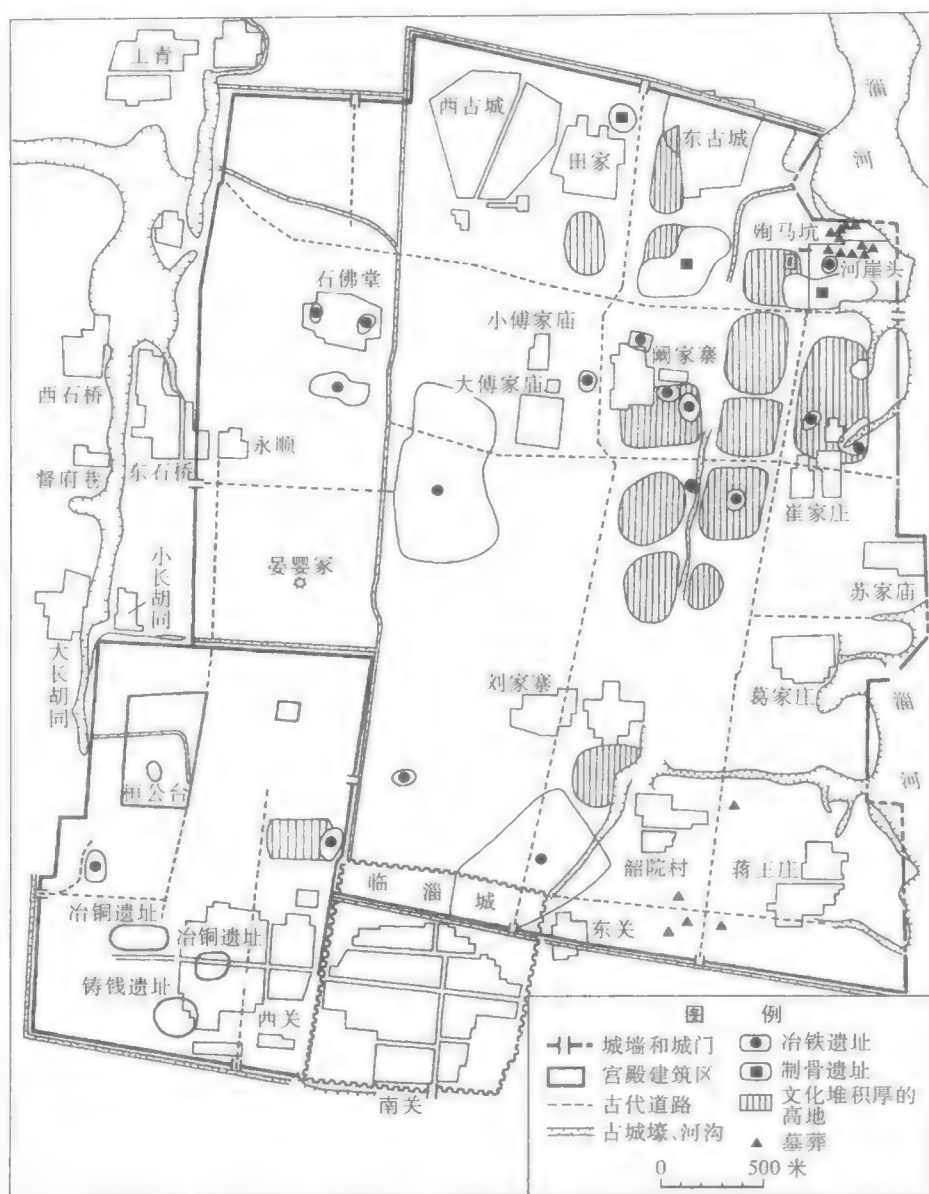 上青
西古城
田家
东古城
淄
河
殉马坑
河崖头
石佛堂
小傅家庙
大傅家庙
阚家寨
西石桥
永顺
督府巷
东石桥
崔家庄
晏婴冢
小长胡同
苏家庙
大长胡同
刘家寨
葛家庄
淄
河
桓公台
韶院村
蒋王庄
临淄城
冶铜遗址
冶铜遗址
东关
铸钱遗址
西关
南关
图例
城墙和城门
冶铁遗址
宫殿建筑区
制骨遗址
古代道路
文化堆积厚的
高地
古城壕、河沟
墓葬
0 500米